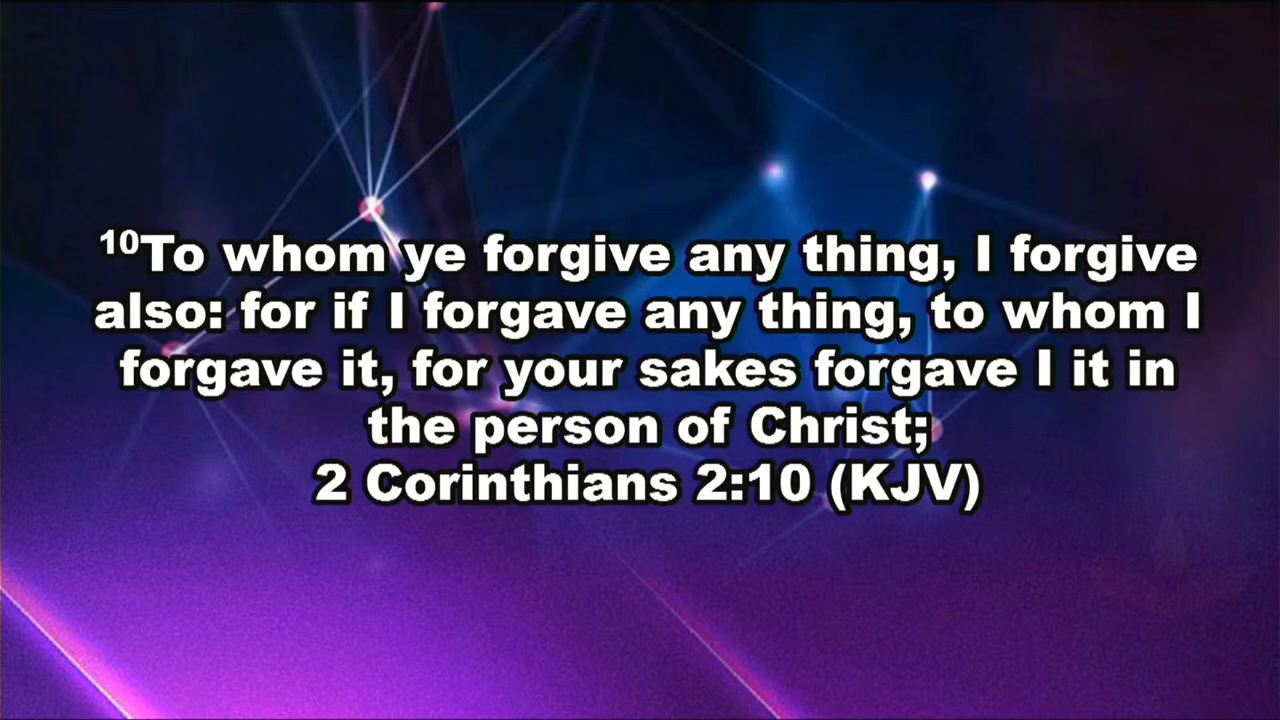 ¹⁰To whom ye forgive any thing, I forgive
also: for if I forgave any thing, to whom I
forgave it, for your sakes forgave I it in
the person of Christ;
2 Corinthians 2:10 (KJV)